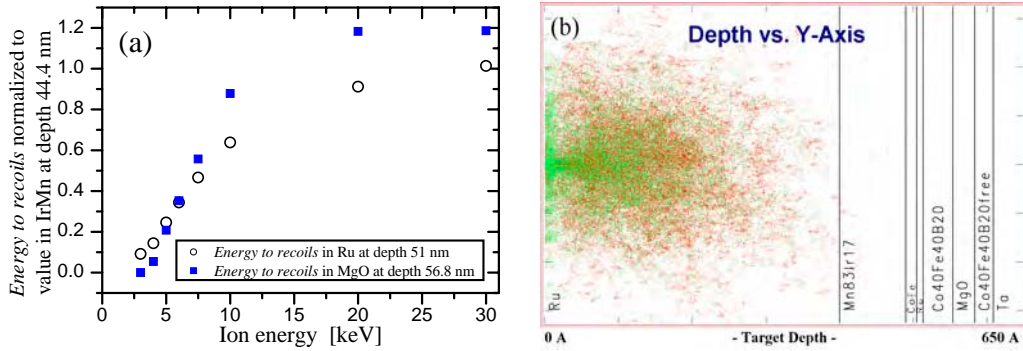 Energy to recoils normalized to
value in IrMn at depth 44.4 nm
1.2
1.0
0.8
0.6
0.4
0.2
0.0
(a)
Energy to recoils in Ru at depth 51 nm
Energy to recoils in MgO at depth 56.8 nm
0 5 10 15 20 25 30
Ion energy [keV]
(b)
Depth vs. Y-Axis
Ru
Mn83Ir17
Co40Fe40B20
MgO
Co40Fe40B20free
Ta
0 A - Target Depth - 650 A